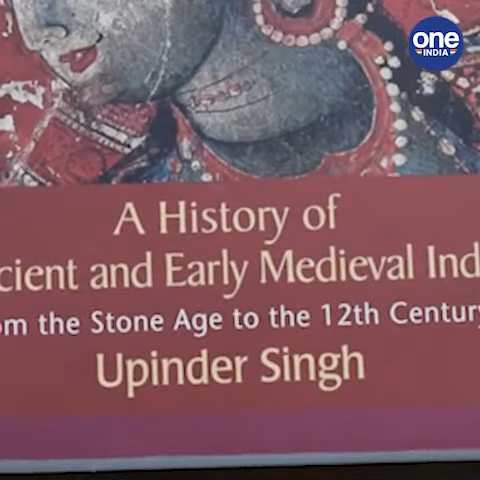 one
INDIA
A History of
cient and Early Medieval Ind
om the Stone Age to the 12th Century
Upinder Singh